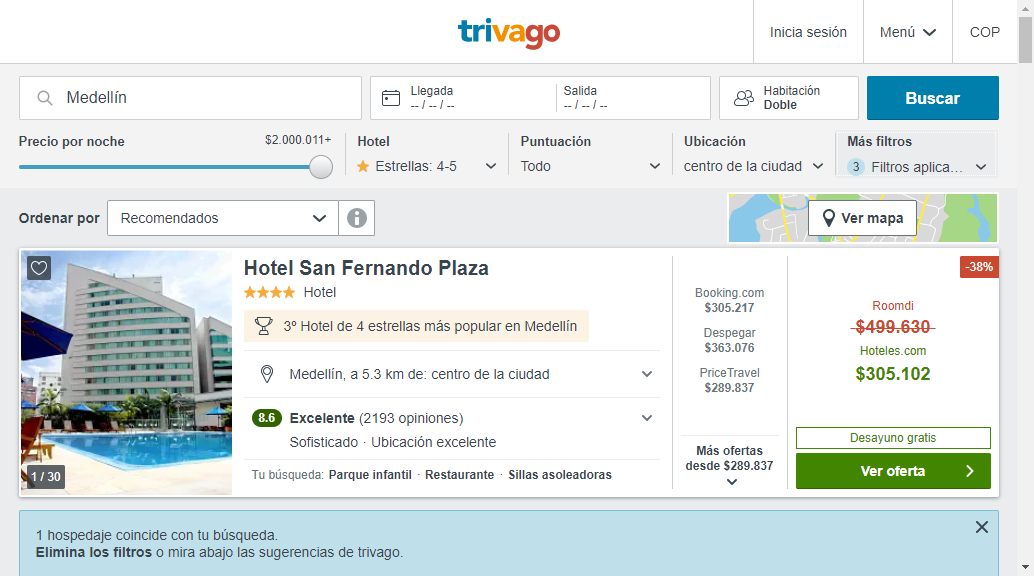 trivago
Inicia sesión
Menú
COP
Medellín
Llegada
-- / -- / --
Salida
-- / -- / --
Habitación
Doble
Buscar
Precio por noche
$2.000.011+
Hotel
Estrellas: 4-5
Puntuación
Todo
Ubicación
centro de la ciudad
Más filtros
3 Filtros aplica...
Ordenar por
Recomendados
Ver mapa
1 / 30
Hotel San Fernando Plaza
Hotel
3º Hotel de 4 estrellas más popular en Medellín
Medellín, a 5.3 km de: centro de la ciudad
8.6 Excelente (2193 opiniones)
Sofisticado · Ubicación excelente
Tu búsqueda: Parque infantil · Restaurante · Sillas asoleadoras
Booking.com
$305.217
Despegar
$363.076
PriceTravel
$289.837
Más ofertas
desde $289.837
-38%
Roomdi
$499.630
Hoteles.com
$305.102
Desayuno gratis
Ver oferta
1 hospedaje coincide con tu búsqueda.
Elimina los filtros o mira abajo las sugerencias de trivago.